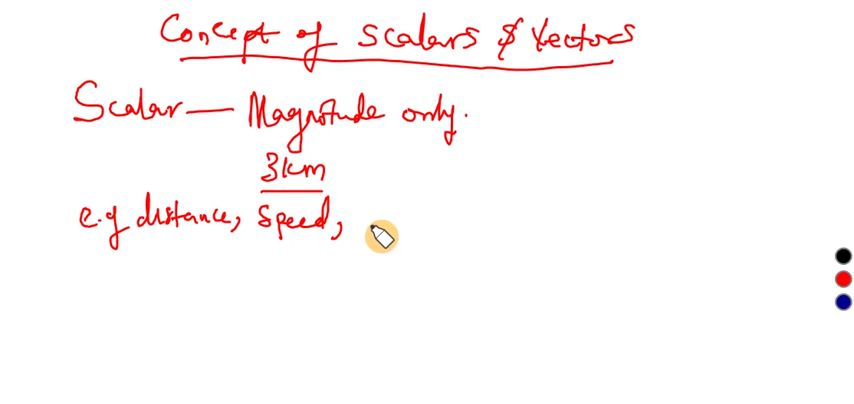 Concept of Scalars & Vectors
Scalar — Magnitude only.
3km
e.g distance, Speed,